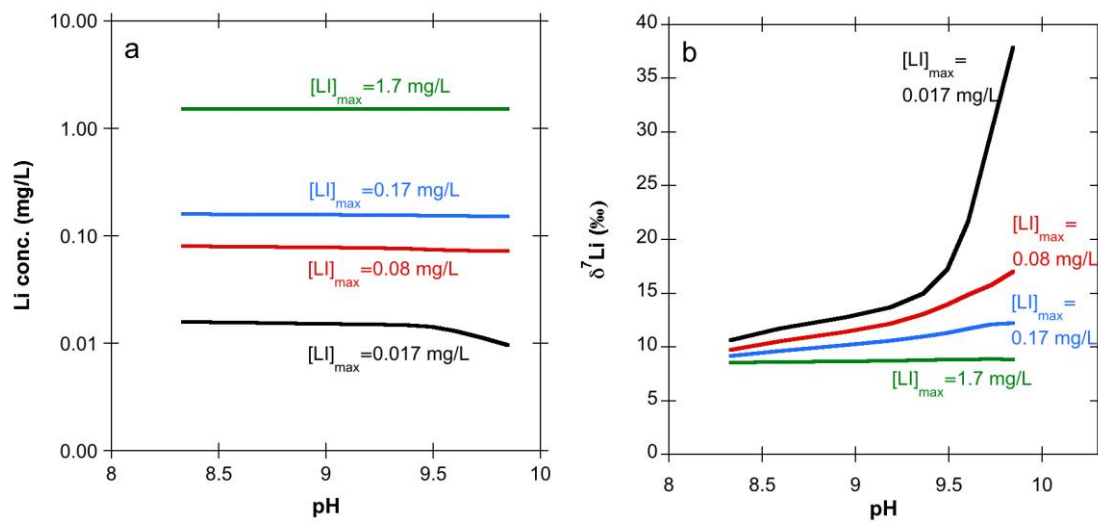 a
10.00
1.00
0.10
0.01
0.00
Li conc. (mg/L)
[LI]max=1.7 mg/L
[LI]max=0.17 mg/L
[LI]max=0.08 mg/L
[LI]max=0.017 mg/L
8 8.5 9 9.5 10
pH
b
40
35
30
25
20
15
10
5
0
δ7Li (‰)
[LI]max=
0.017 mg/L
[LI]max=
0.08 mg/L
[LI]max=
0.17 mg/L
[LI]max=1.7 mg/L
8 8.5 9 9.5 10
pH